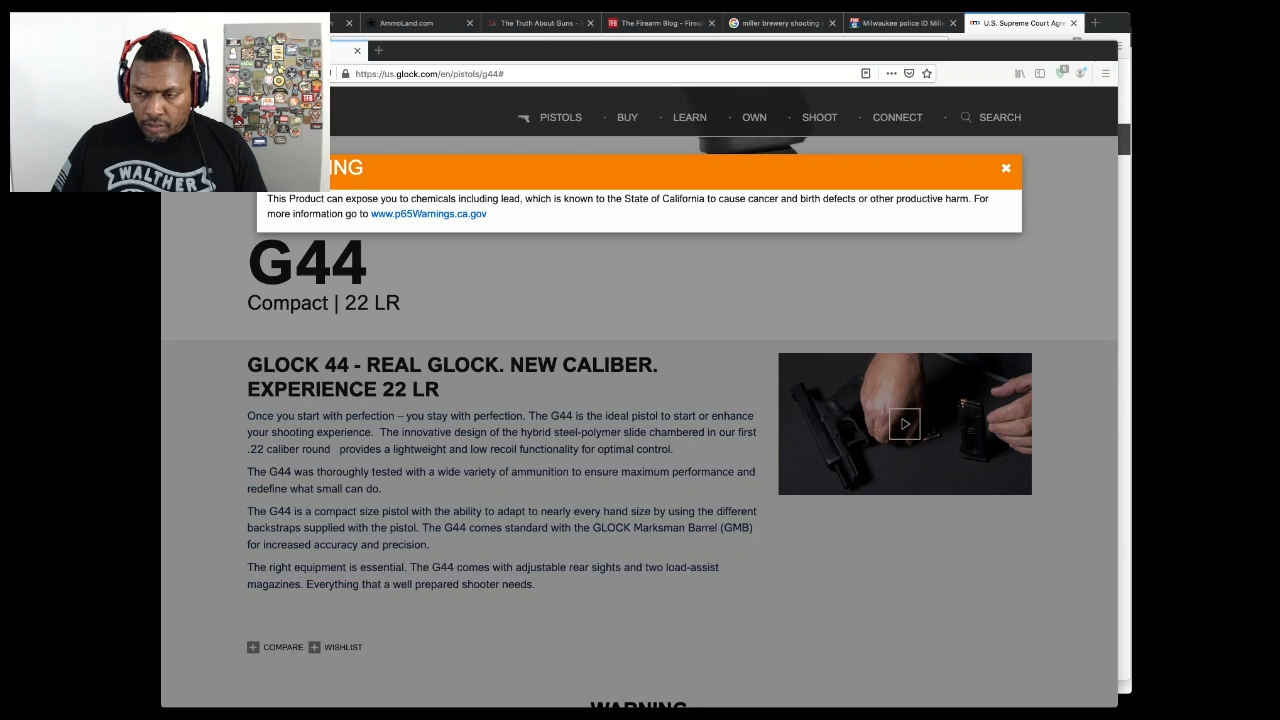 AmmoLand.com
The Truth About Guns -
The Firearm Blog - Firea
miller brewery shooting
Milwaukee police ID Mille
U.S. Supreme Court Agre
https://us.glock.com/en/pistols/g44#
PISTOLS
BUY
LEARN
OWN
SHOOT
CONNECT
SEARCH
WALTHER
ING
This Product can expose you to chemicals including lead, which is known to the State of California to cause cancer and birth defects or other productive harm. For
more information go to www.p65Warnings.ca.gov
G44
Compact | 22 LR
GLOCK 44 - REAL GLOCK. NEW CALIBER.
EXPERIENCE 22 LR
Once you start with perfection – you stay with perfection. The G44 is the ideal pistol to start or enhance
your shooting experience. The innovative design of the hybrid steel-polymer slide chambered in our first
.22 caliber round provides a lightweight and low recoil functionality for optimal control.
The G44 was thoroughly tested with a wide variety of ammunition to ensure maximum performance and
redefine what small can do.
The G44 is a compact size pistol with the ability to adapt to nearly every hand size by using the different
backstraps supplied with the pistol. The G44 comes standard with the GLOCK Marksman Barrel (GMB)
for increased accuracy and precision.
The right equipment is essential. The G44 comes with adjustable rear sights and two load-assist
magazines. Everything that a well prepared shooter needs.
COMPARE
WISHLIST
WARNING